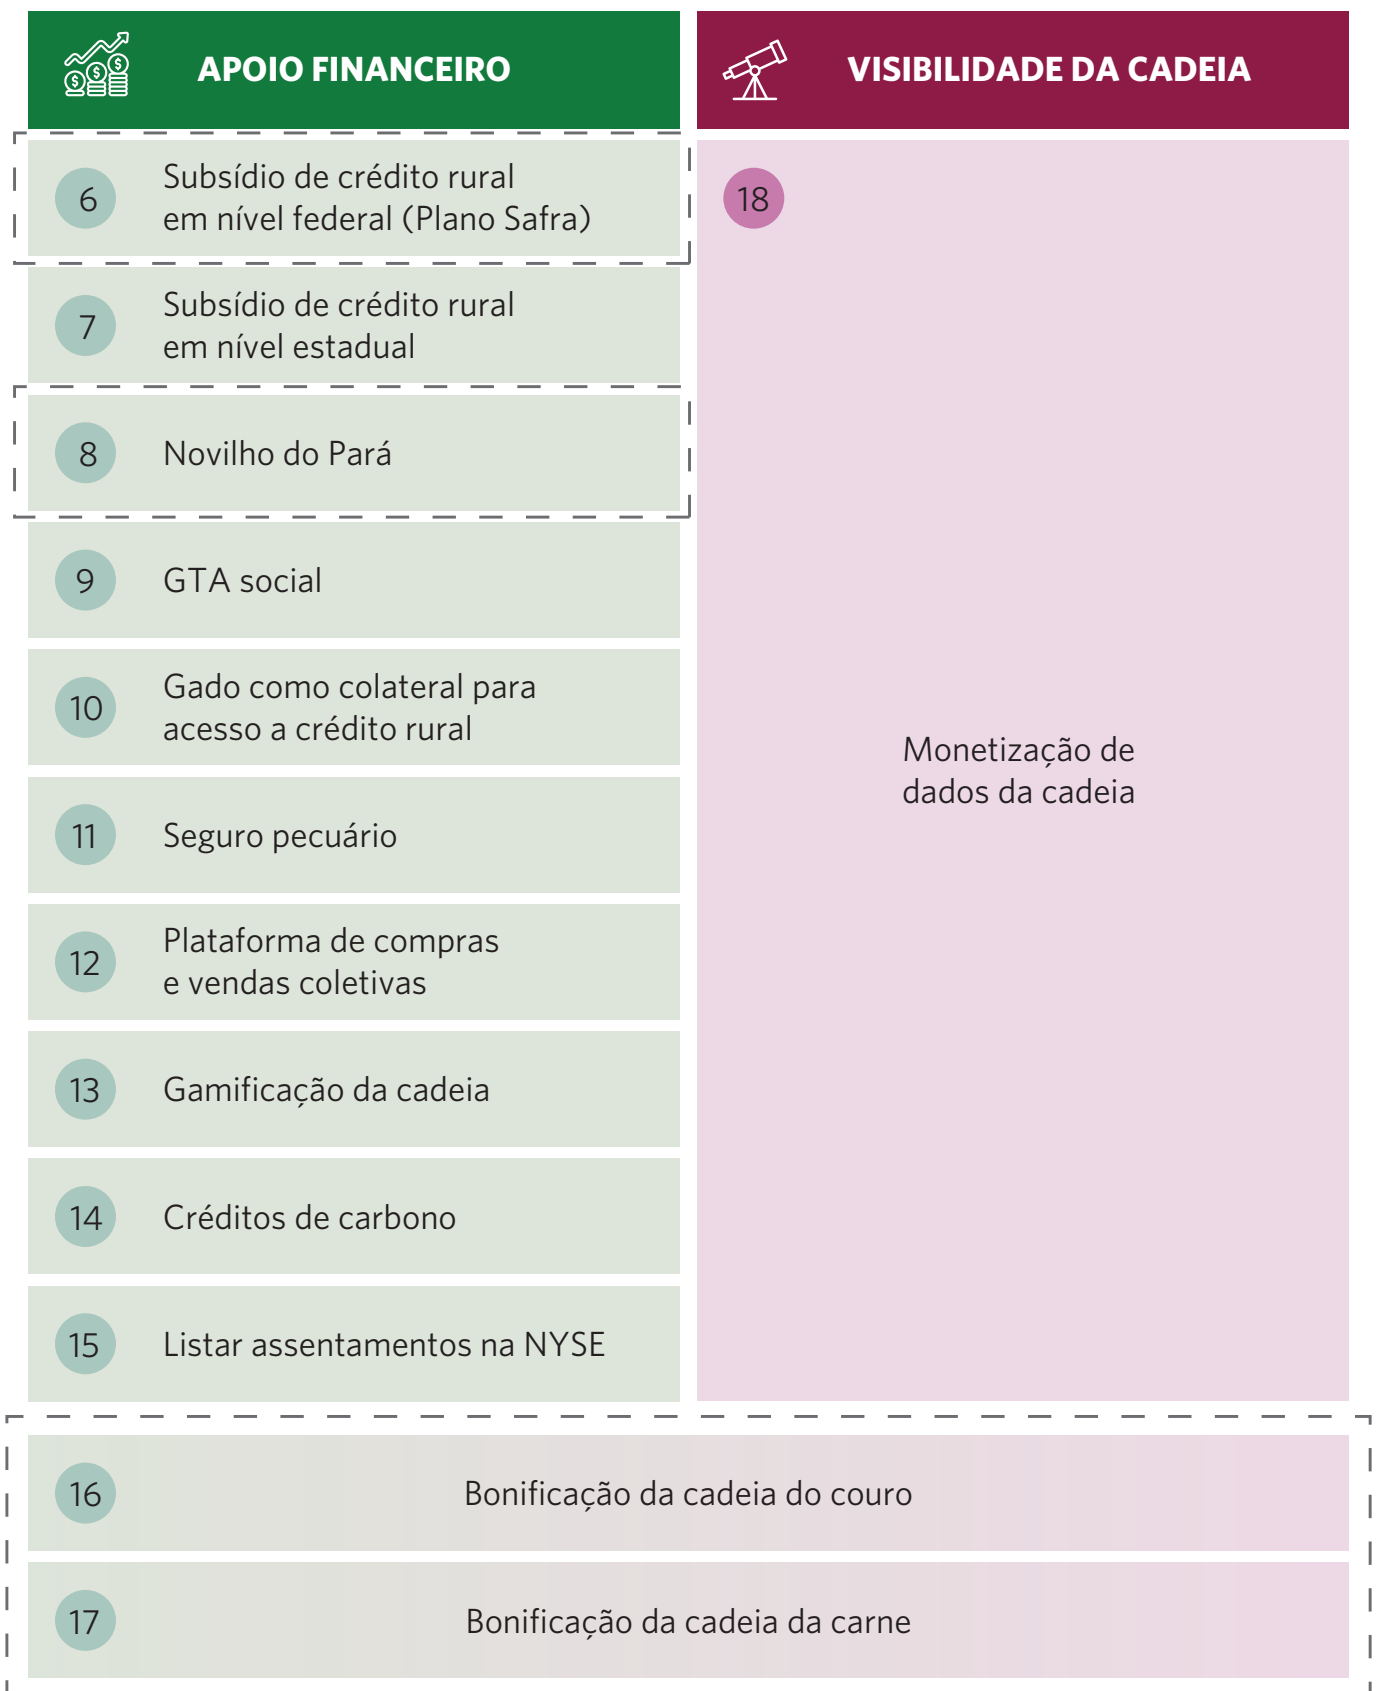 APOIO FINANCEIRO
6
Subsídio de crédito rural
em nível federal (Plano Safra)
7
Subsídio de crédito rural
em nível estadual
8
Novilho do Pará
9
GTA social
10
Gado como colateral para
acesso a crédito rural
11
Seguro pecuário
12
Plataforma de compras
e vendas coletivas
13
Gamificação da cadeia
14
Créditos de carbono
15
Listar assentamentos na NYSE
VISIBILIDADE DA CADEIA
18
Monetização de
dados da cadeia
16
Bonificação da cadeia do couro
17
Bonificação da cadeia da carne